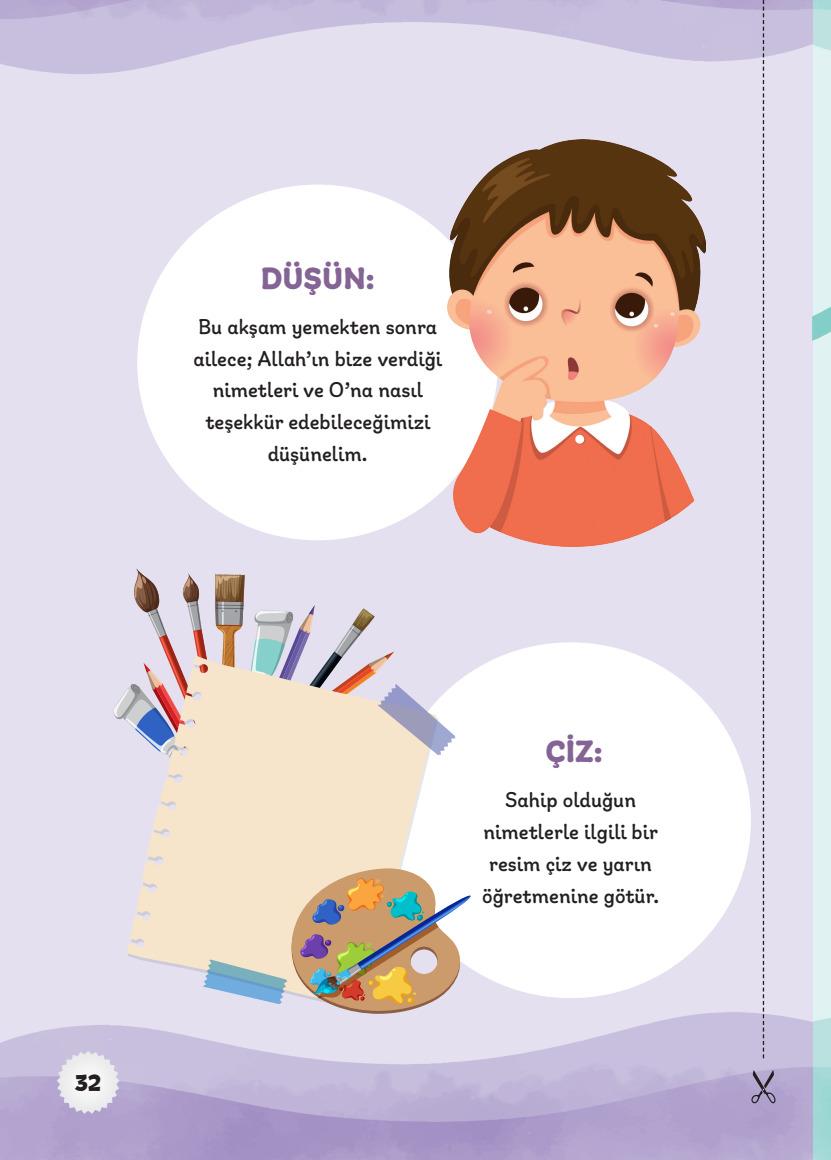 DÜŞÜN:
Bu akşam yemekten sonra
ailece; Allah’ın bize verdiği
nimetleri ve O’na nasıl
teşekkür edebileceğimizi
düşünelim.
ÇİZ:
Sahip olduğun
nimetlerle ilgili bir
resim çiz ve yarın
öğretmenine götür.
32